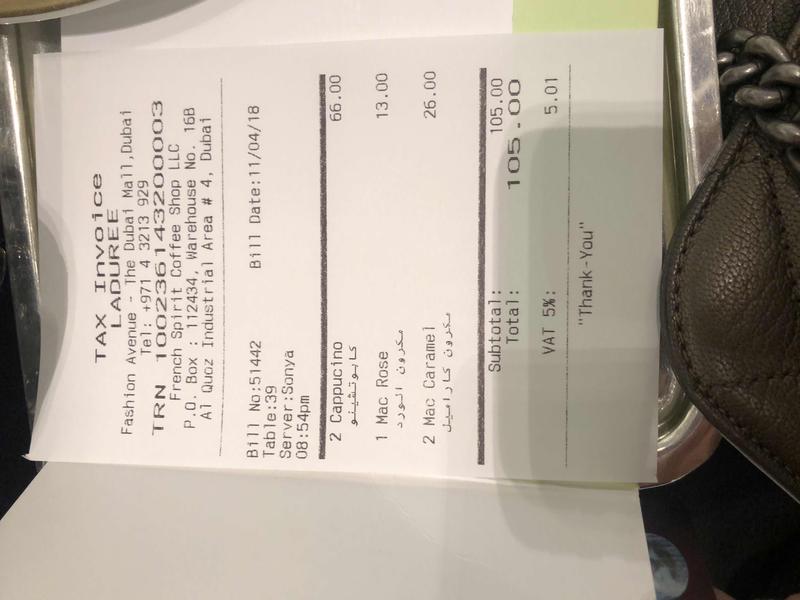 TAX Invoice
LADUREE
Fashion Avenue - The Dubai Mall,Dubai
Tel: +971 4 3213 929
TRN 100236143200003
French Spirit Coffee Shop LLC
P.O. Box : 112434, Warehouse No. 16B
Al Quoz Industrial Area # 4, Dubai
Bill No:51442 Bill Date:11/04/18
Table:39
Server:Sonya
08:54pm
2 Cappucino 66.00
كابوتشينو
1 Mac Rose 13.00
مكرون الورد
2 Mac Caramel 26.00
مكرون كاراميل
Subtotal: 105.00
Total: 105.00
VAT 5%: 5.01
"Thank-You"